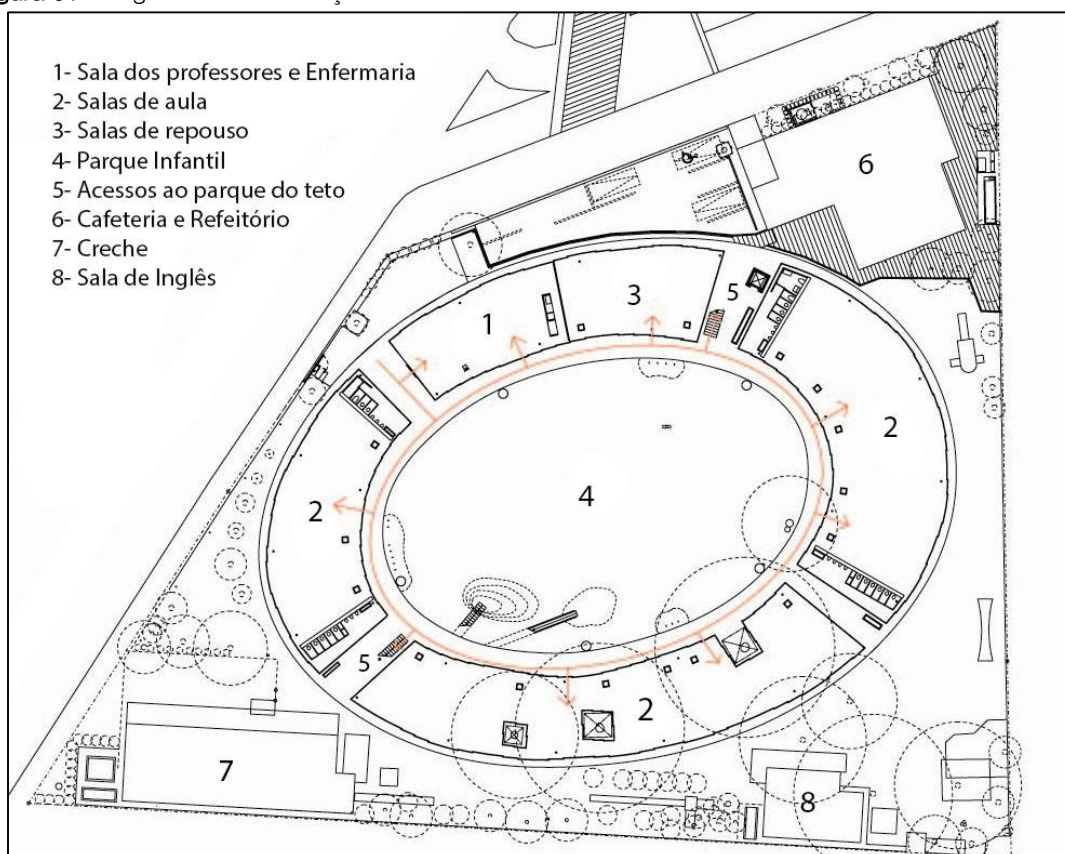 1- Sala dos professores e Enfermaria
2- Salas de aula
3- Salas de repouso
4- Parque Infantil
5- Acessos ao parque do teto
6- Cafeteria e Refeitório
7- Creche
8- Sala de Inglês
6
3
5
1
2
4
2
5
2
7
8